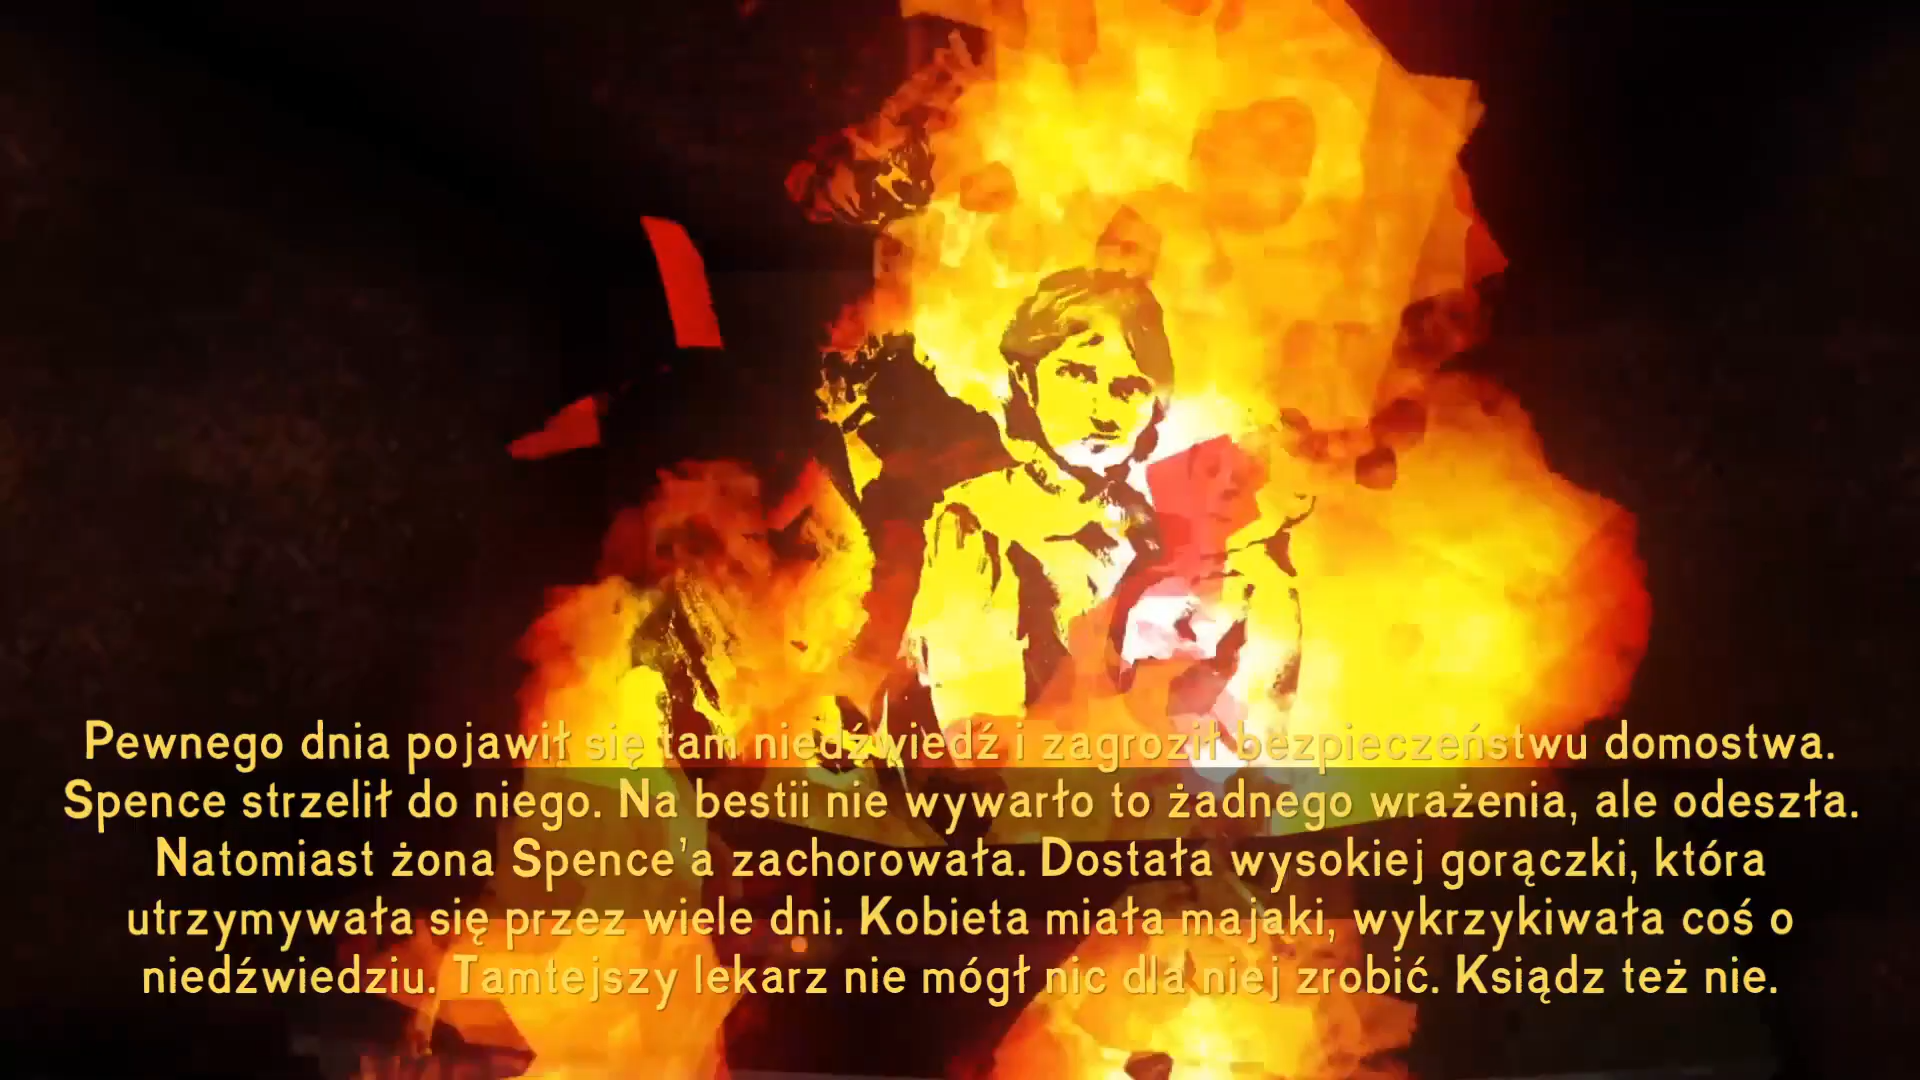 Pewnego dnia pojawił się tam niedźwiedź i zagroził bezpieczeństwu domostwa.
Spence strzelił do niego. Na bestii nie wywarło to żadnego wrażenia, ale odeszła.
Natomiast żona Spence'a zachorowała. Dostała wysokiej gorączki, która
utrzymywała się przez wiele dni. Kobieta miała majaki, wykrzykiwała coś o
niedźwiedziu. Tamtejszy lekarz nie mógł nic dla niej zrobić. Ksiądz też nie.